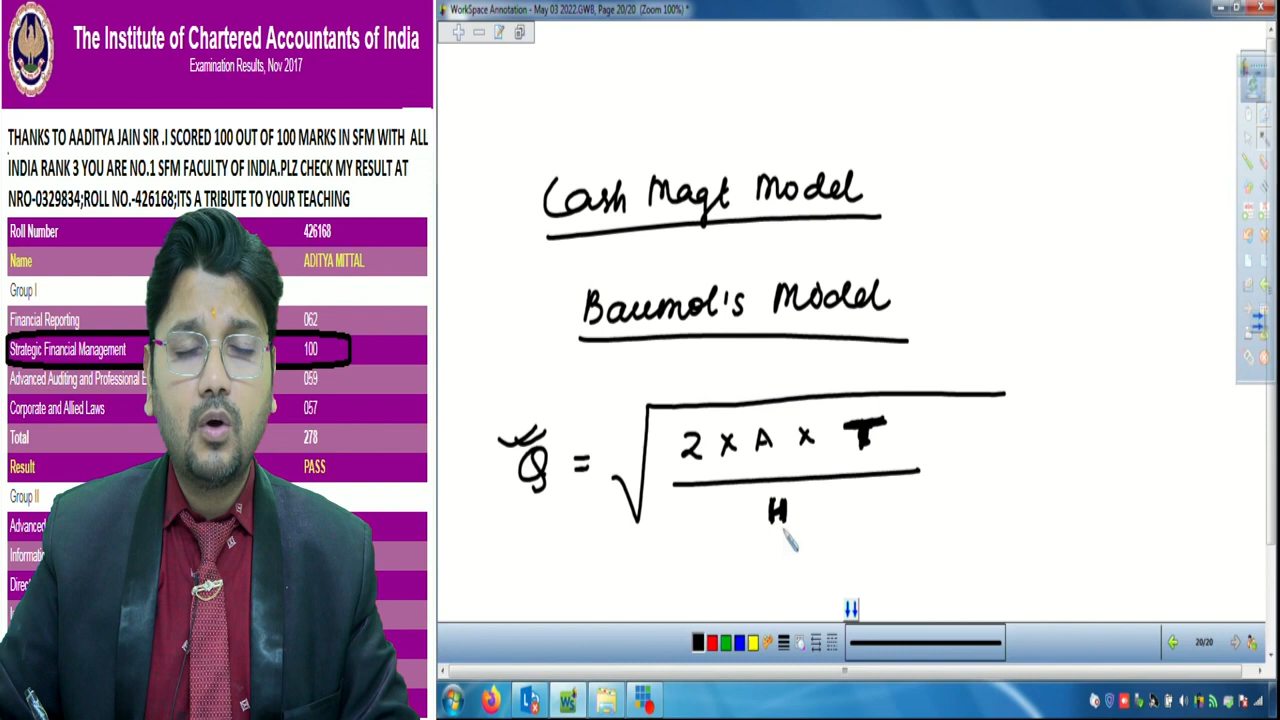 WorkSpace Annotation - May 03 2022.GWB, Page 20/20 (Zoom 100%) *
The Institute of Chartered Accountants of India
Examination Results, Nov 2017
THANKS TO AADITYA JAIN SIR .I SCORED 100 OUT OF 100 MARKS IN SFM WITH ALL
INDIA RANK 3 YOU ARE NO.1 SFM FACULTY OF INDIA.PLZ CHECK MY RESULT AT
NRO-0329834;ROLL NO.-426168;ITS A TRIBUTE TO YOUR TEACHING
Roll Number 426168
Name ADITYA MITTAL
Group I
Financial Reporting 062
Strategic Financial Management 100
Advanced Auditing and Professional E 059
Corporate and Allied Laws 057
Total 278
Result PASS
Group II
Advanced
Informati
Direc
Cash Magt Model
Baumol's Model
Q = √ 2 x A x T
H
20/20